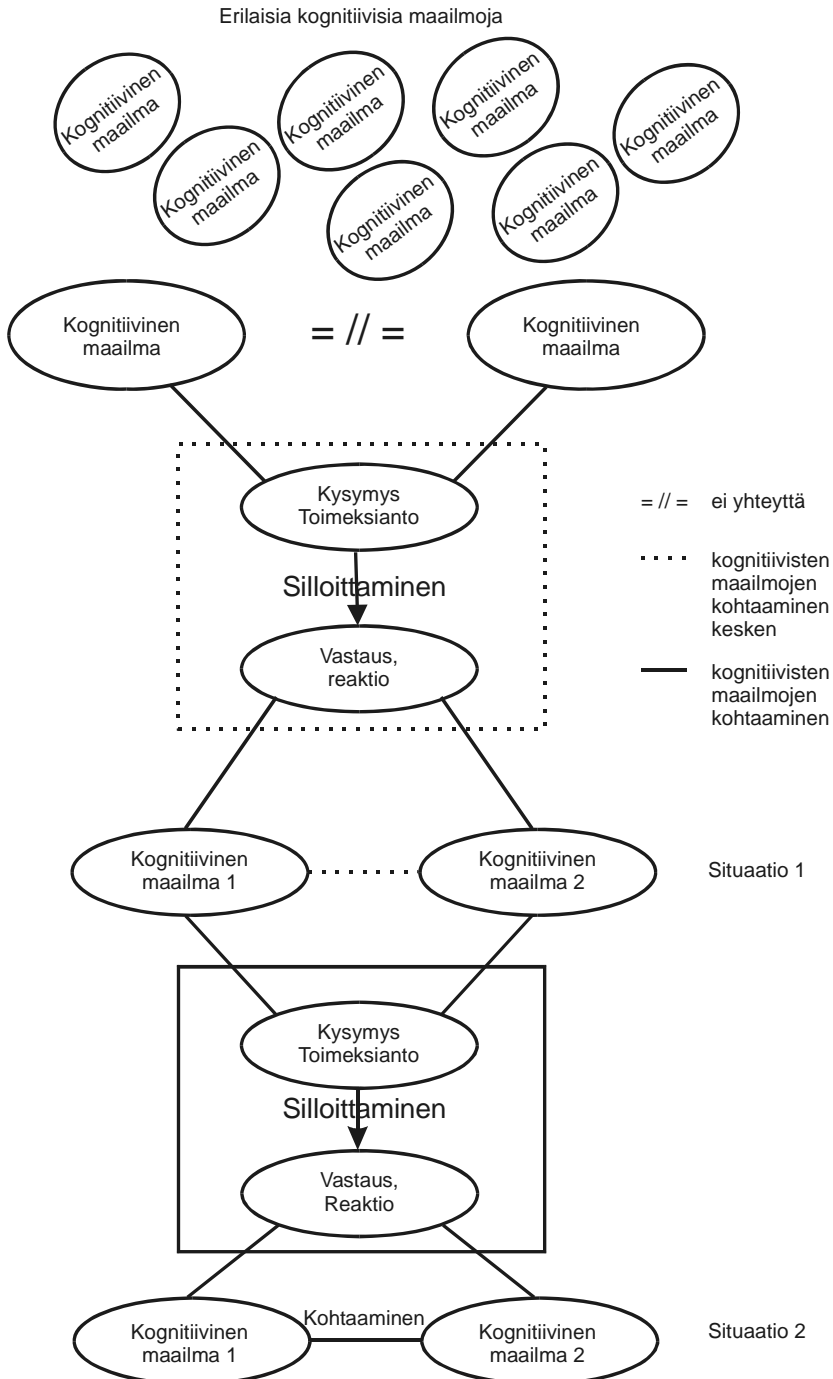 Erilaisia kognitiivisia maailmoja
Kognitiivinen
maailma
Kognitiivinen
maailma
Kognitiivinen
maailma
Kognitiivinen
maailma
Kognitiivinen
maailma
Kognitiivinen
maailma
Kognitiivinen
maailma
Kognitiivinen
maailma
= // =
Kognitiivinen
maailma
Kysymys
Toimeksianto
Silloittaminen
Vastaus,
reaktio
= // = ei yhteyttä
kognitiivisten
maailmojen
kohtaaminen
kesken
kognitiivisten
maailmojen
kohtaaminen
Kognitiivinen
maailma 1
Kognitiivinen
maailma 2
Situaatio 1
Kysymys
Toimeksianto
Silloittaminen
Vastaus,
Reaktio
Kognitiivinen
maailma 1
Kohtaaminen
Kognitiivinen
maailma 2
Situaatio 2